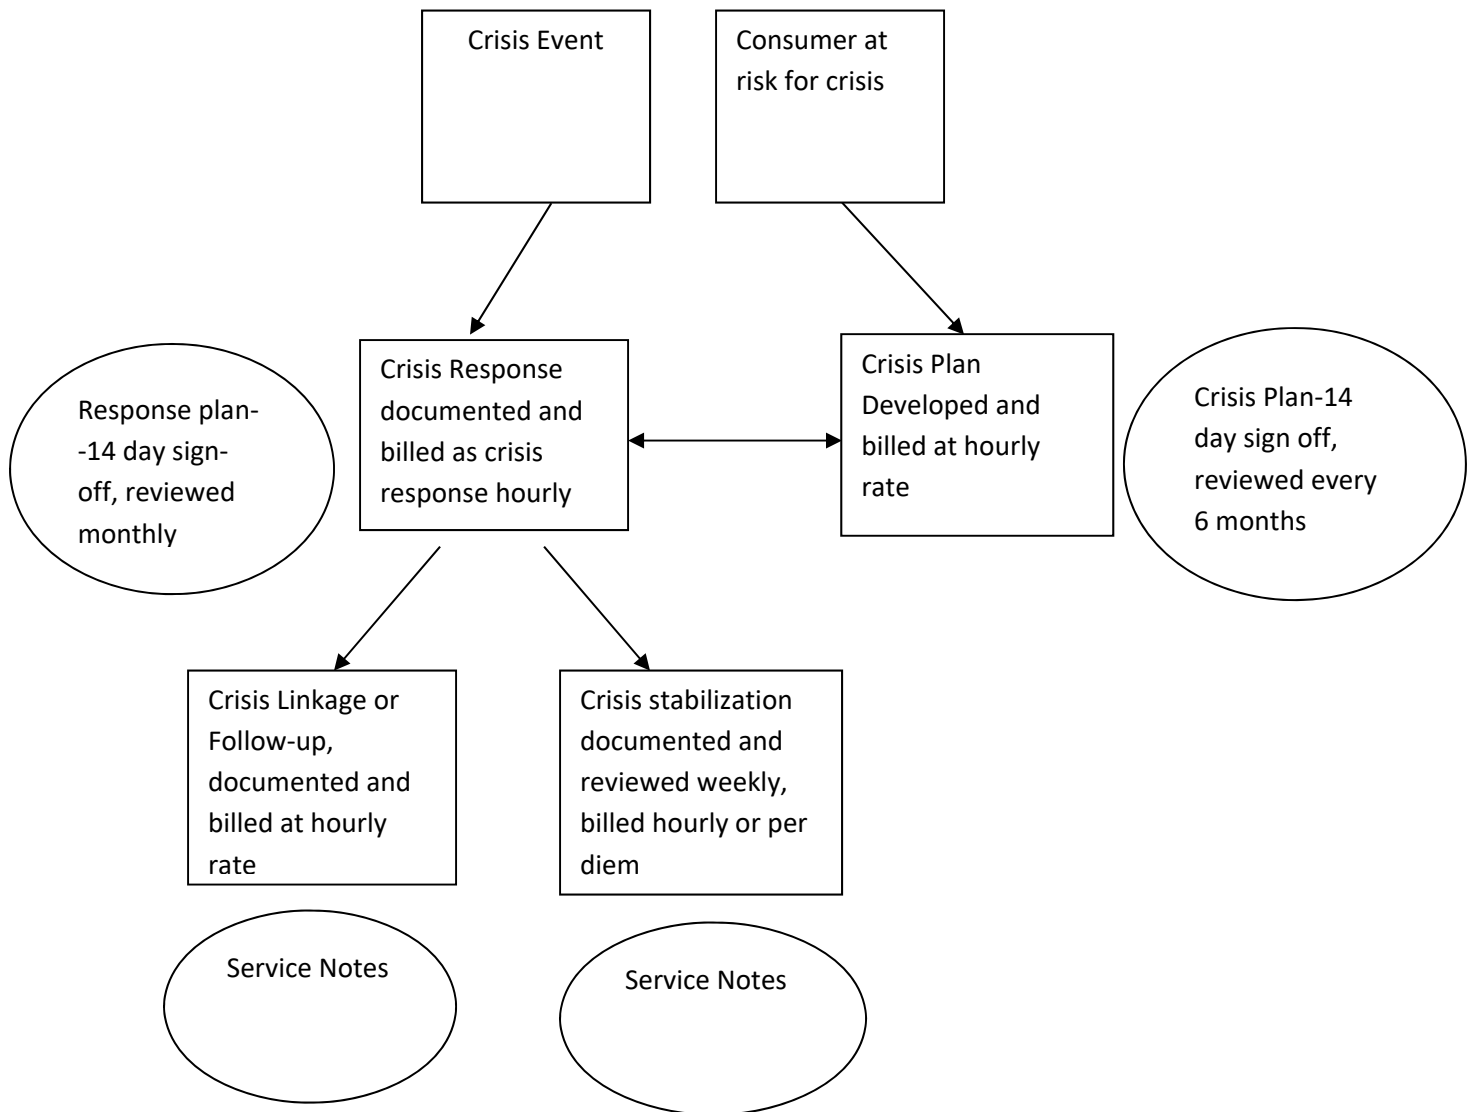 Crisis Event
Consumer at
risk for crisis
Response plan-
-14 day sign-
off, reviewed
monthly
Crisis Response
documented and
billed as crisis
response hourly
Crisis Plan
Developed and
billed at hourly
rate
Crisis Plan-14
day sign off,
reviewed every
6 months
Crisis Linkage or
Follow-up,
documented and
billed at hourly
rate
Crisis stabilization
documented and
reviewed weekly,
billed hourly or per
diem
Service Notes
Service Notes